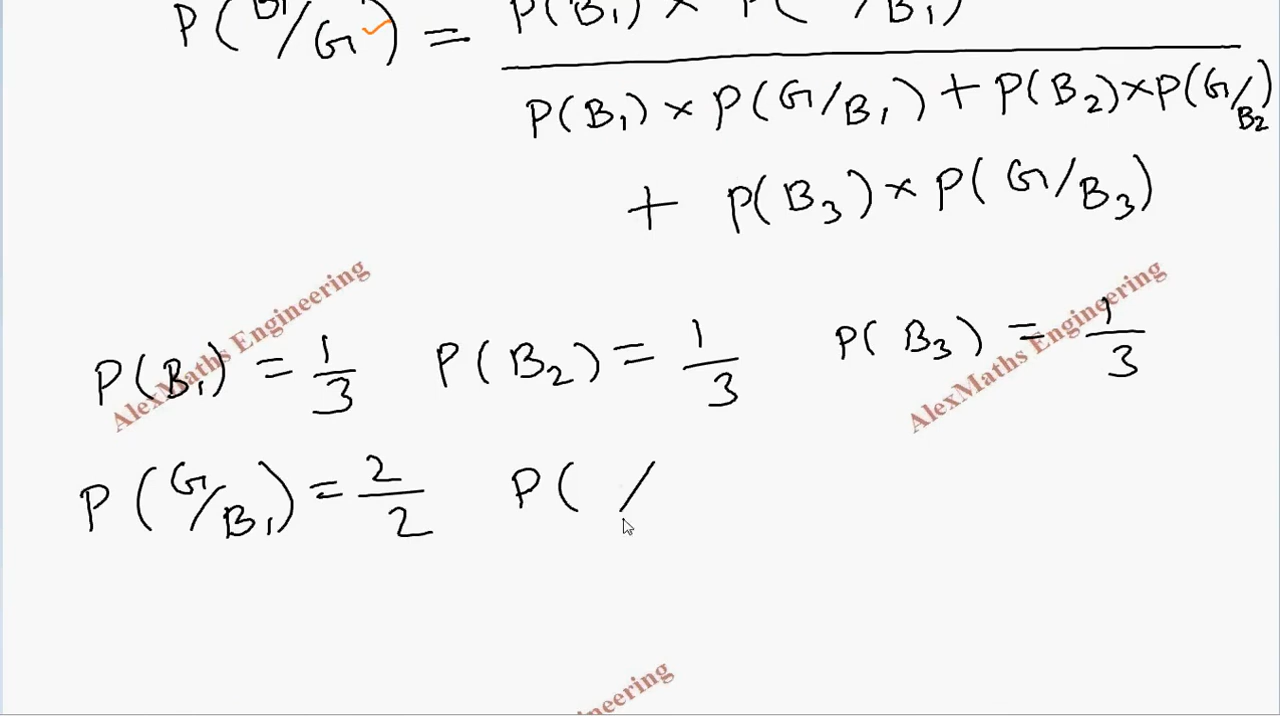 P(B1/G) = P(B1) × P( /B1)
P(B1) × P(G/B1) + P(B2) × P(G/B2)
+ P(B3) × P(G/B3)
P(B1) = 1/3 P(B2) = 1/3 P(B3) = 1/3
AlexMaths Engineering AlexMaths Engineering
P(G/B1) = 2/2 P( /
eering